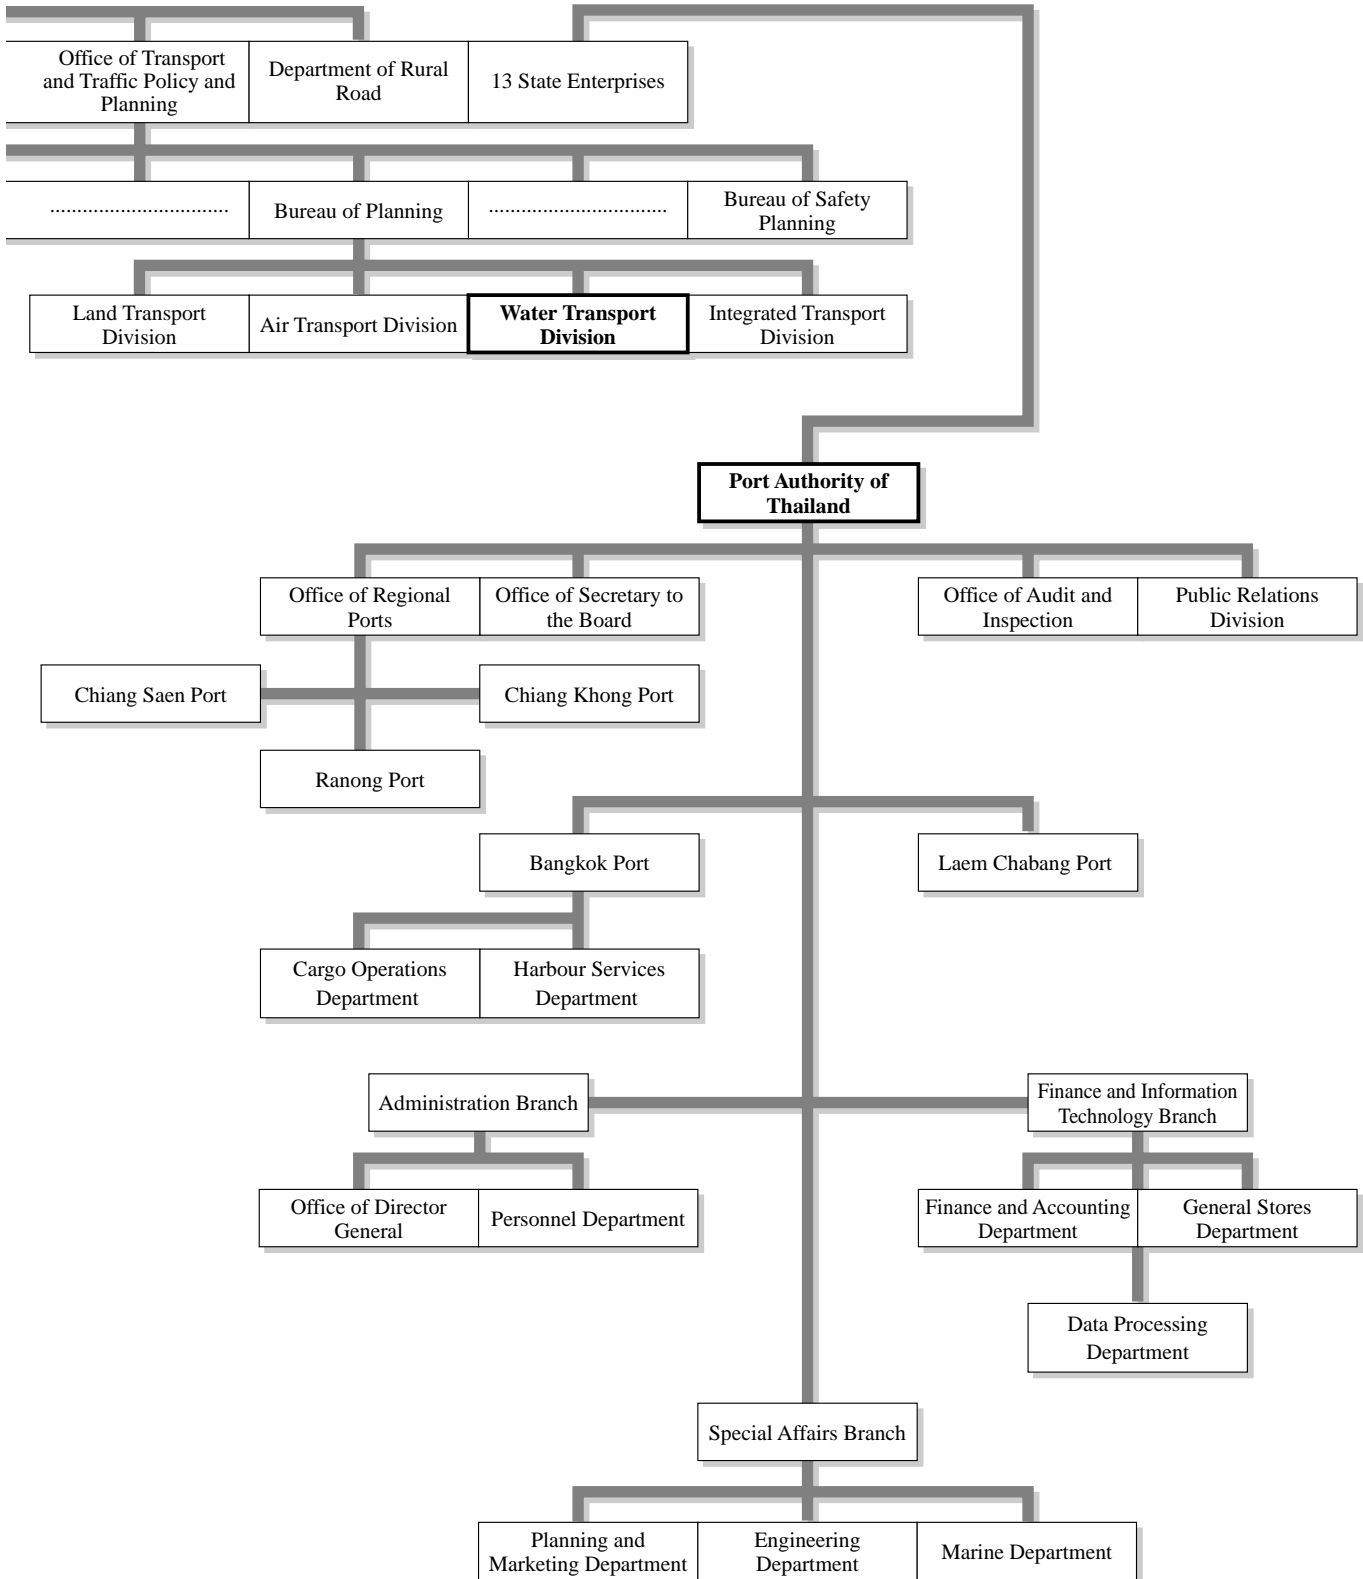 Office of Transport
and Traffic Policy and
Planning
Department of Rural
Road
13 State Enterprises
.................................
Bureau of Planning
.................................
Bureau of Safety
Planning
Land Transport
Division
Air Transport Division
Water Transport
Division
Integrated Transport
Division
Port Authority of
Thailand
Office of Regional
Ports
Office of Secretary to
the Board
Office of Audit and
Inspection
Public Relations
Division
Chiang Saen Port
Chiang Khong Port
Ranong Port
Bangkok Port
Laem Chabang Port
Cargo Operations
Department
Harbour Services
Department
Administration Branch
Finance and Information
Technology Branch
Office of Director
General
Personnel Department
Finance and Accounting
Department
General Stores
Department
Data Processing
Department
Special Affairs Branch
Planning and
Marketing Department
Engineering
Department
Marine Department